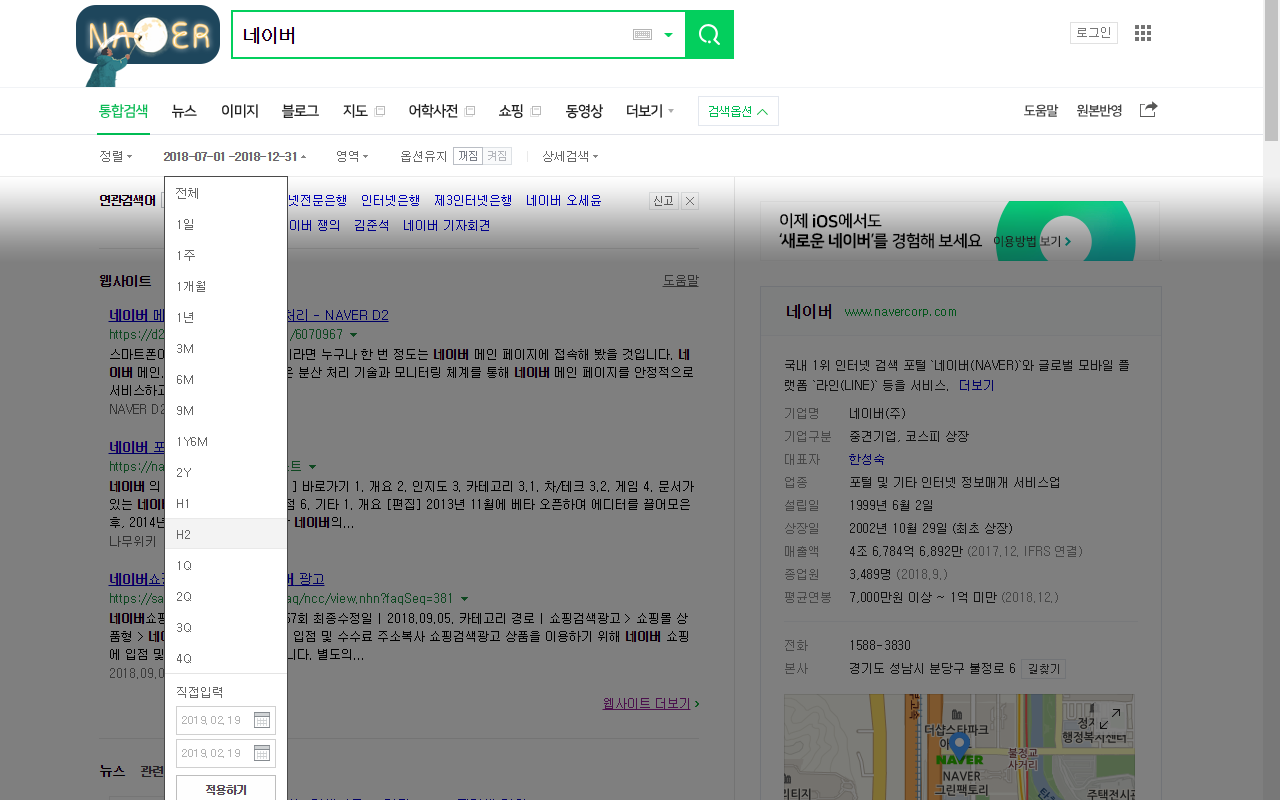 NAVER
네이버
로그인
통합검색 뉴스 이미지 블로그 지도 어학사전 쇼핑 동영상 더보기 검색옵션 도움말 원본반영
정렬 2018-07-01 -2018-12-31 영역 옵션유지 꺼짐 켜짐 상세검색
전체
1일
1주
1개월
1년
3M
6M
9M
1Y6M
2Y
H1
H2
1Q
2Q
3Q
4Q
직접입력
2019.02.19
2019.02.19
적용하기
연관검색어 넷전문은행 인터넷은행 제3인터넷은행 네이버 오세윤 신고
이버 쟁의 김준석 네이버 기자회견
웹사이트 도움말
네이버 메 처리 - NAVER D2
https://d2 /6070967
스마트폰이 이라면 누구나 한 번 정도는 네이버 메인 페이지에 접속해 봤을 것입니다. 네
이버 메인. 은 분산 처리 기술과 모니터링 체계를 통해 네이버 메인 페이지를 안정적으로
서비스하고
NAVER D2
네이버 포
https://na 스트
네이버 의 ] 바로가기 1. 개요 2. 인지도 3. 카테고리 3.1. 차/테크 3.2. 게임 4. 문서가
있는 네이 점 6. 기타 1. 개요 [편집] 2013년 11월에 베타 오픈하여 에디터를 끌어모은
후, 2014년 네이버의...
나무위키
네이버쇼핑 버 광고
https://sa aq/ncc/view.nhn?faqSeq=381
네이버쇼핑 57회 최종수정일 | 2018.09.05. 카테고리 경로 | 쇼핑검색광고 > 쇼핑몰 상
품형 > 네이 입점 및 수수료 주소복사 쇼핑검색광고 상품을 이용하기 위해 네이버 쇼핑
에 입점 및 니다. 별도의...
2018.09.0
웹사이트 더보기
뉴스 관련
이제 iOS에서도
'새로운 네이버'를 경험해 보세요 이용방법 보기
네이버 www.navercorp.com
국내 1위 인터넷 검색 포털 `네이버(NAVER)`와 글로벌 모바일 플
랫폼 `라인(LINE)` 등을 서비스. 더보기
기업명 네이버(주)
기업구분 중견기업, 코스피 상장
대표자 한성숙
업종 포털 및 기타 인터넷 정보매개 서비스업
설립일 1999년 6월 2일
상장일 2002년 10월 29일 (최초 상장)
매출액 4조 6,784억 6,892만 (2017.12. IFRS 연결)
종업원 3,489명 (2018.9.)
평균연봉 7,000만원 이상 ~ 1억 미만 (2018.12.)
전화 1588-3830
본사 경기도 성남시 분당구 불정로 6 길찾기
더샵스타파크
NAVER
NAVER
그린팩토리
불정교
사거리
행정복지센터
주택전시관